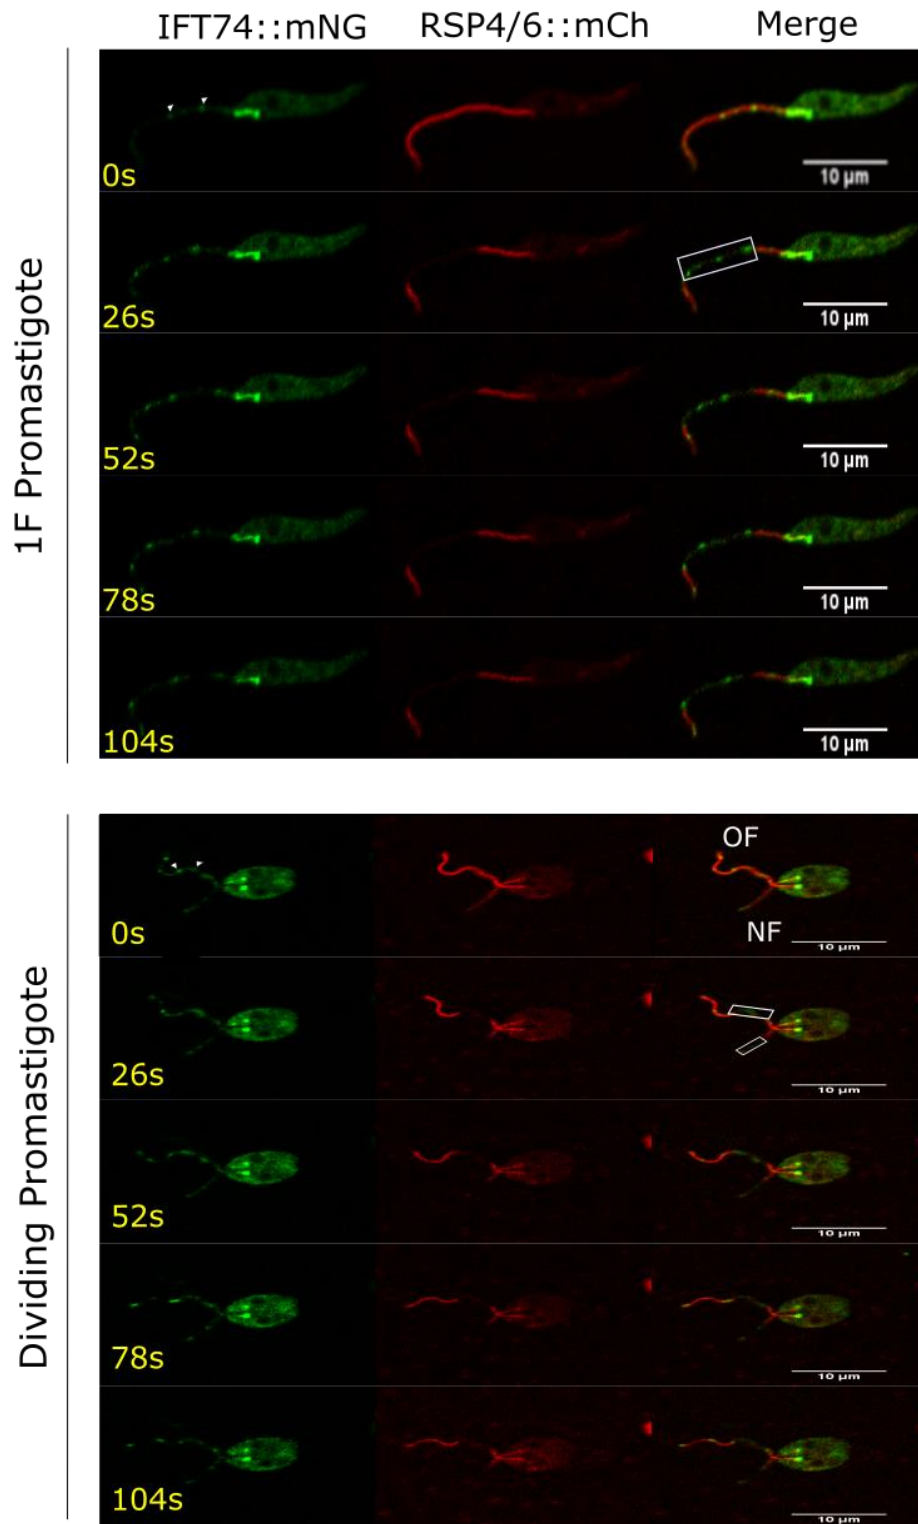 IFT74::mNG RSP4/6::mCh Merge
1F Promastigote
0s
10 µm
26s
10 µm
52s
10 µm
78s
10 µm
104s
10 µm
Dividing Promastigote
OF
NF
0s
10 µm
26s
10 µm
52s
10 µm
78s
10 µm
104s
10 µm